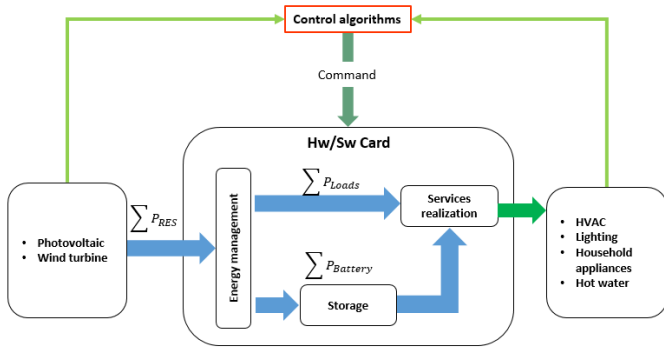 Control algorithms
Command
Hw/Sw Card
∑ P_RES
• Photovoltaic
• Wind turbine
Energy management
∑ P_Loads
Services
realization
∑ P_Battery
Storage
• HVAC
• Lighting
• Household
appliances
• Hot water